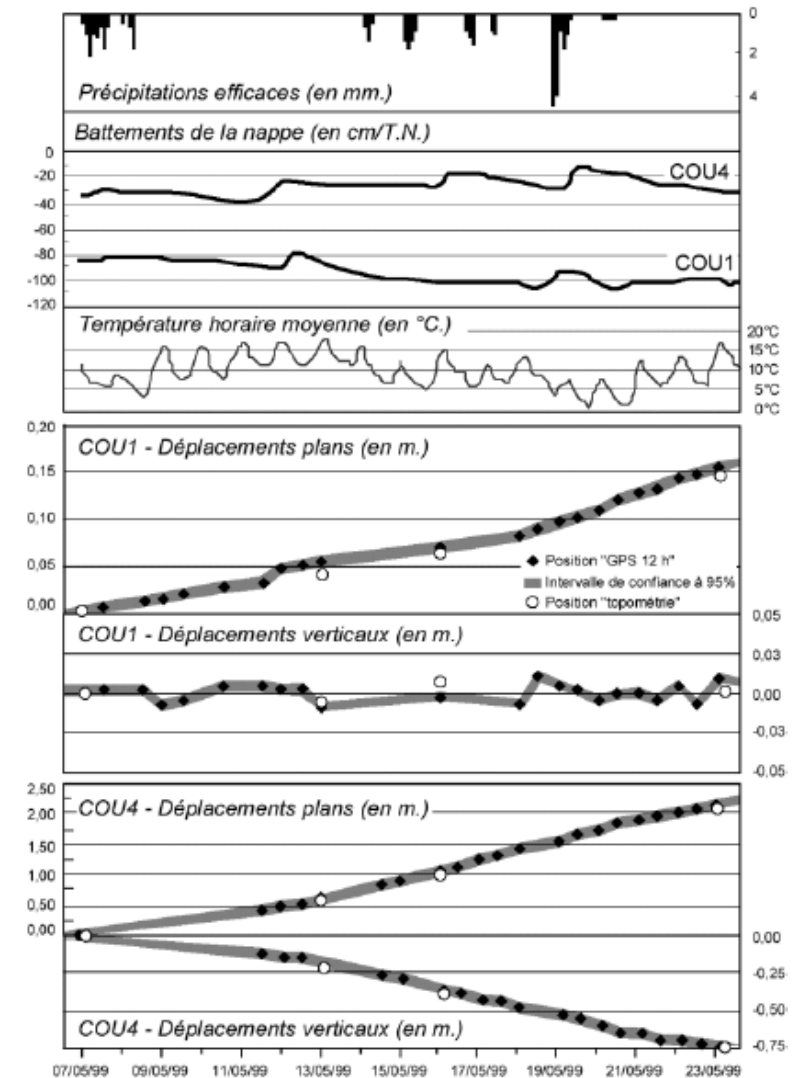 0
2
Précipitations efficaces (en mm.)
4
Battements de la nappe (en cm/T.N.)
0
-20
COU4
-40
-60
-80
COU1
-100
-120
Température horaire moyenne (en °C.)
20°C
15°C
10°C
5°C
0°C
0,20
COU1 - Déplacements plans (en m.)
0,15
0,10
0,05
Position "GPS 12 h"
Intervalle de confiance à 95%
0,00
Position "topométrie"
0,05
COU1 - Déplacements verticaux (en m.)
0,03
0,00
-0,03
-0,05
2,50
COU4 - Déplacements plans (en m.)
2,00
1,50
1,00
0,50
0,00
0,00
-0,25
-0,50
COU4 - Déplacements verticaux (en m.)
-0,75
07/05/99 09/05/99 11/05/99 13/05/99 15/05/99 17/05/99 19/05/99 21/05/99 23/05/99